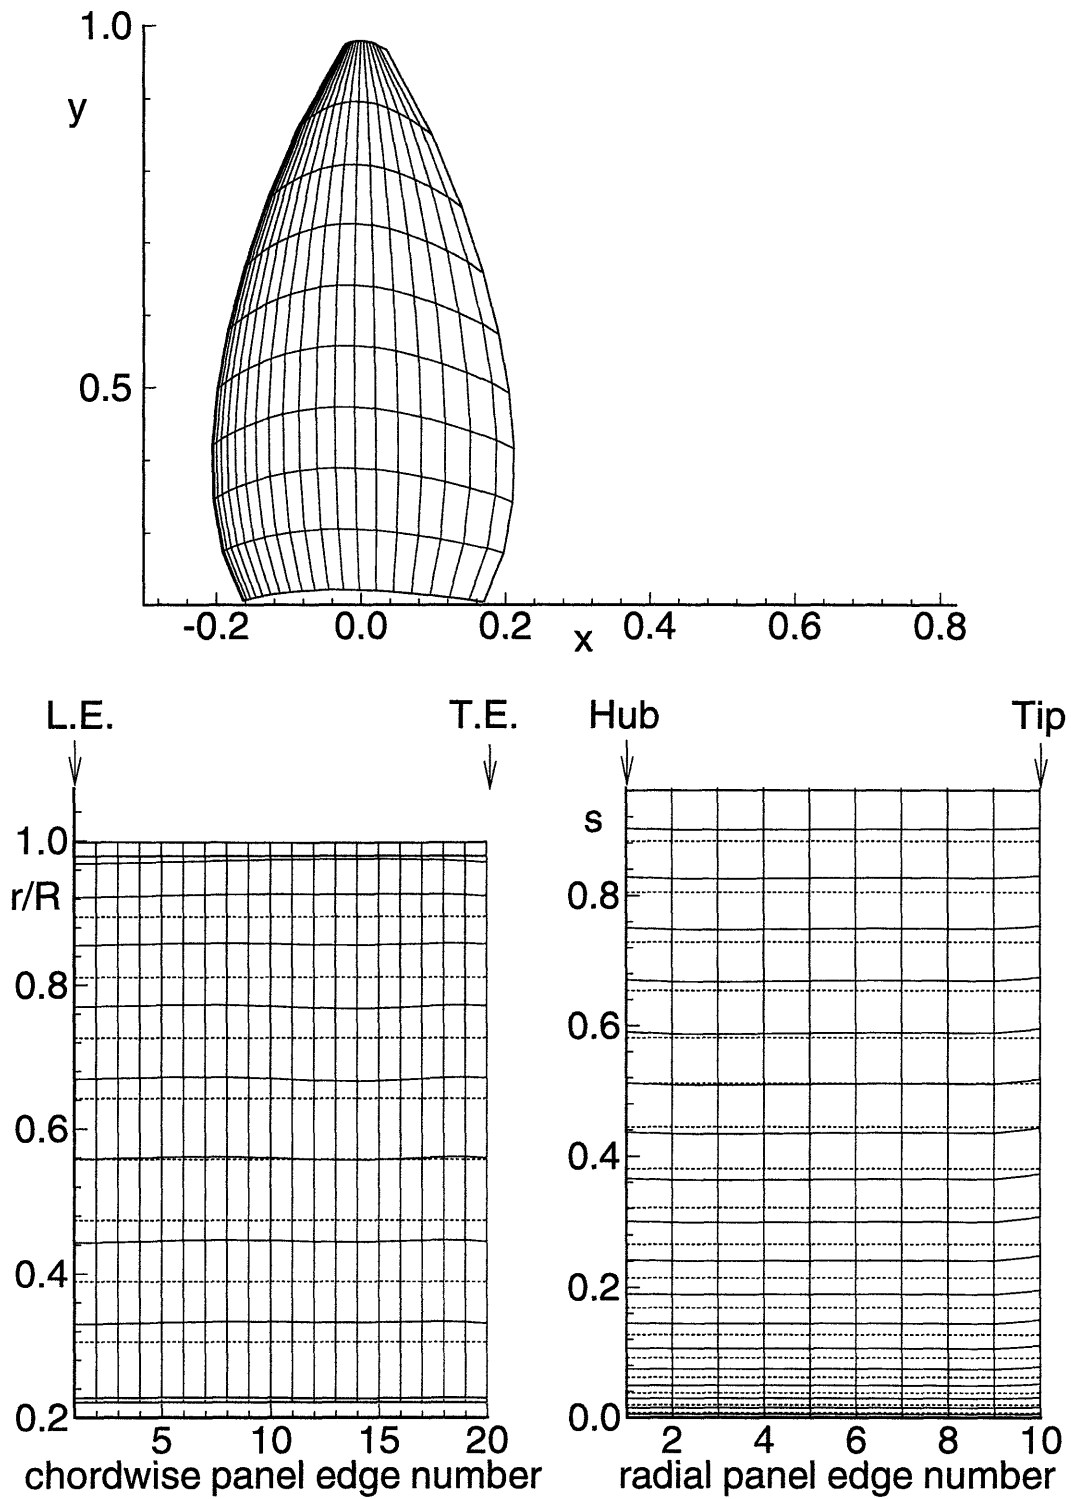 1.0
y
0.5
-0.2 0.0 0.2 x 0.4 0.6 0.8
L.E. T.E. Hub Tip
1.0
r/R
0.8
0.6
0.4
0.2
5 10 15 20
chordwise panel edge number
s
0.8
0.6
0.4
0.2
0.0
2 4 6 8 10
radial panel edge number